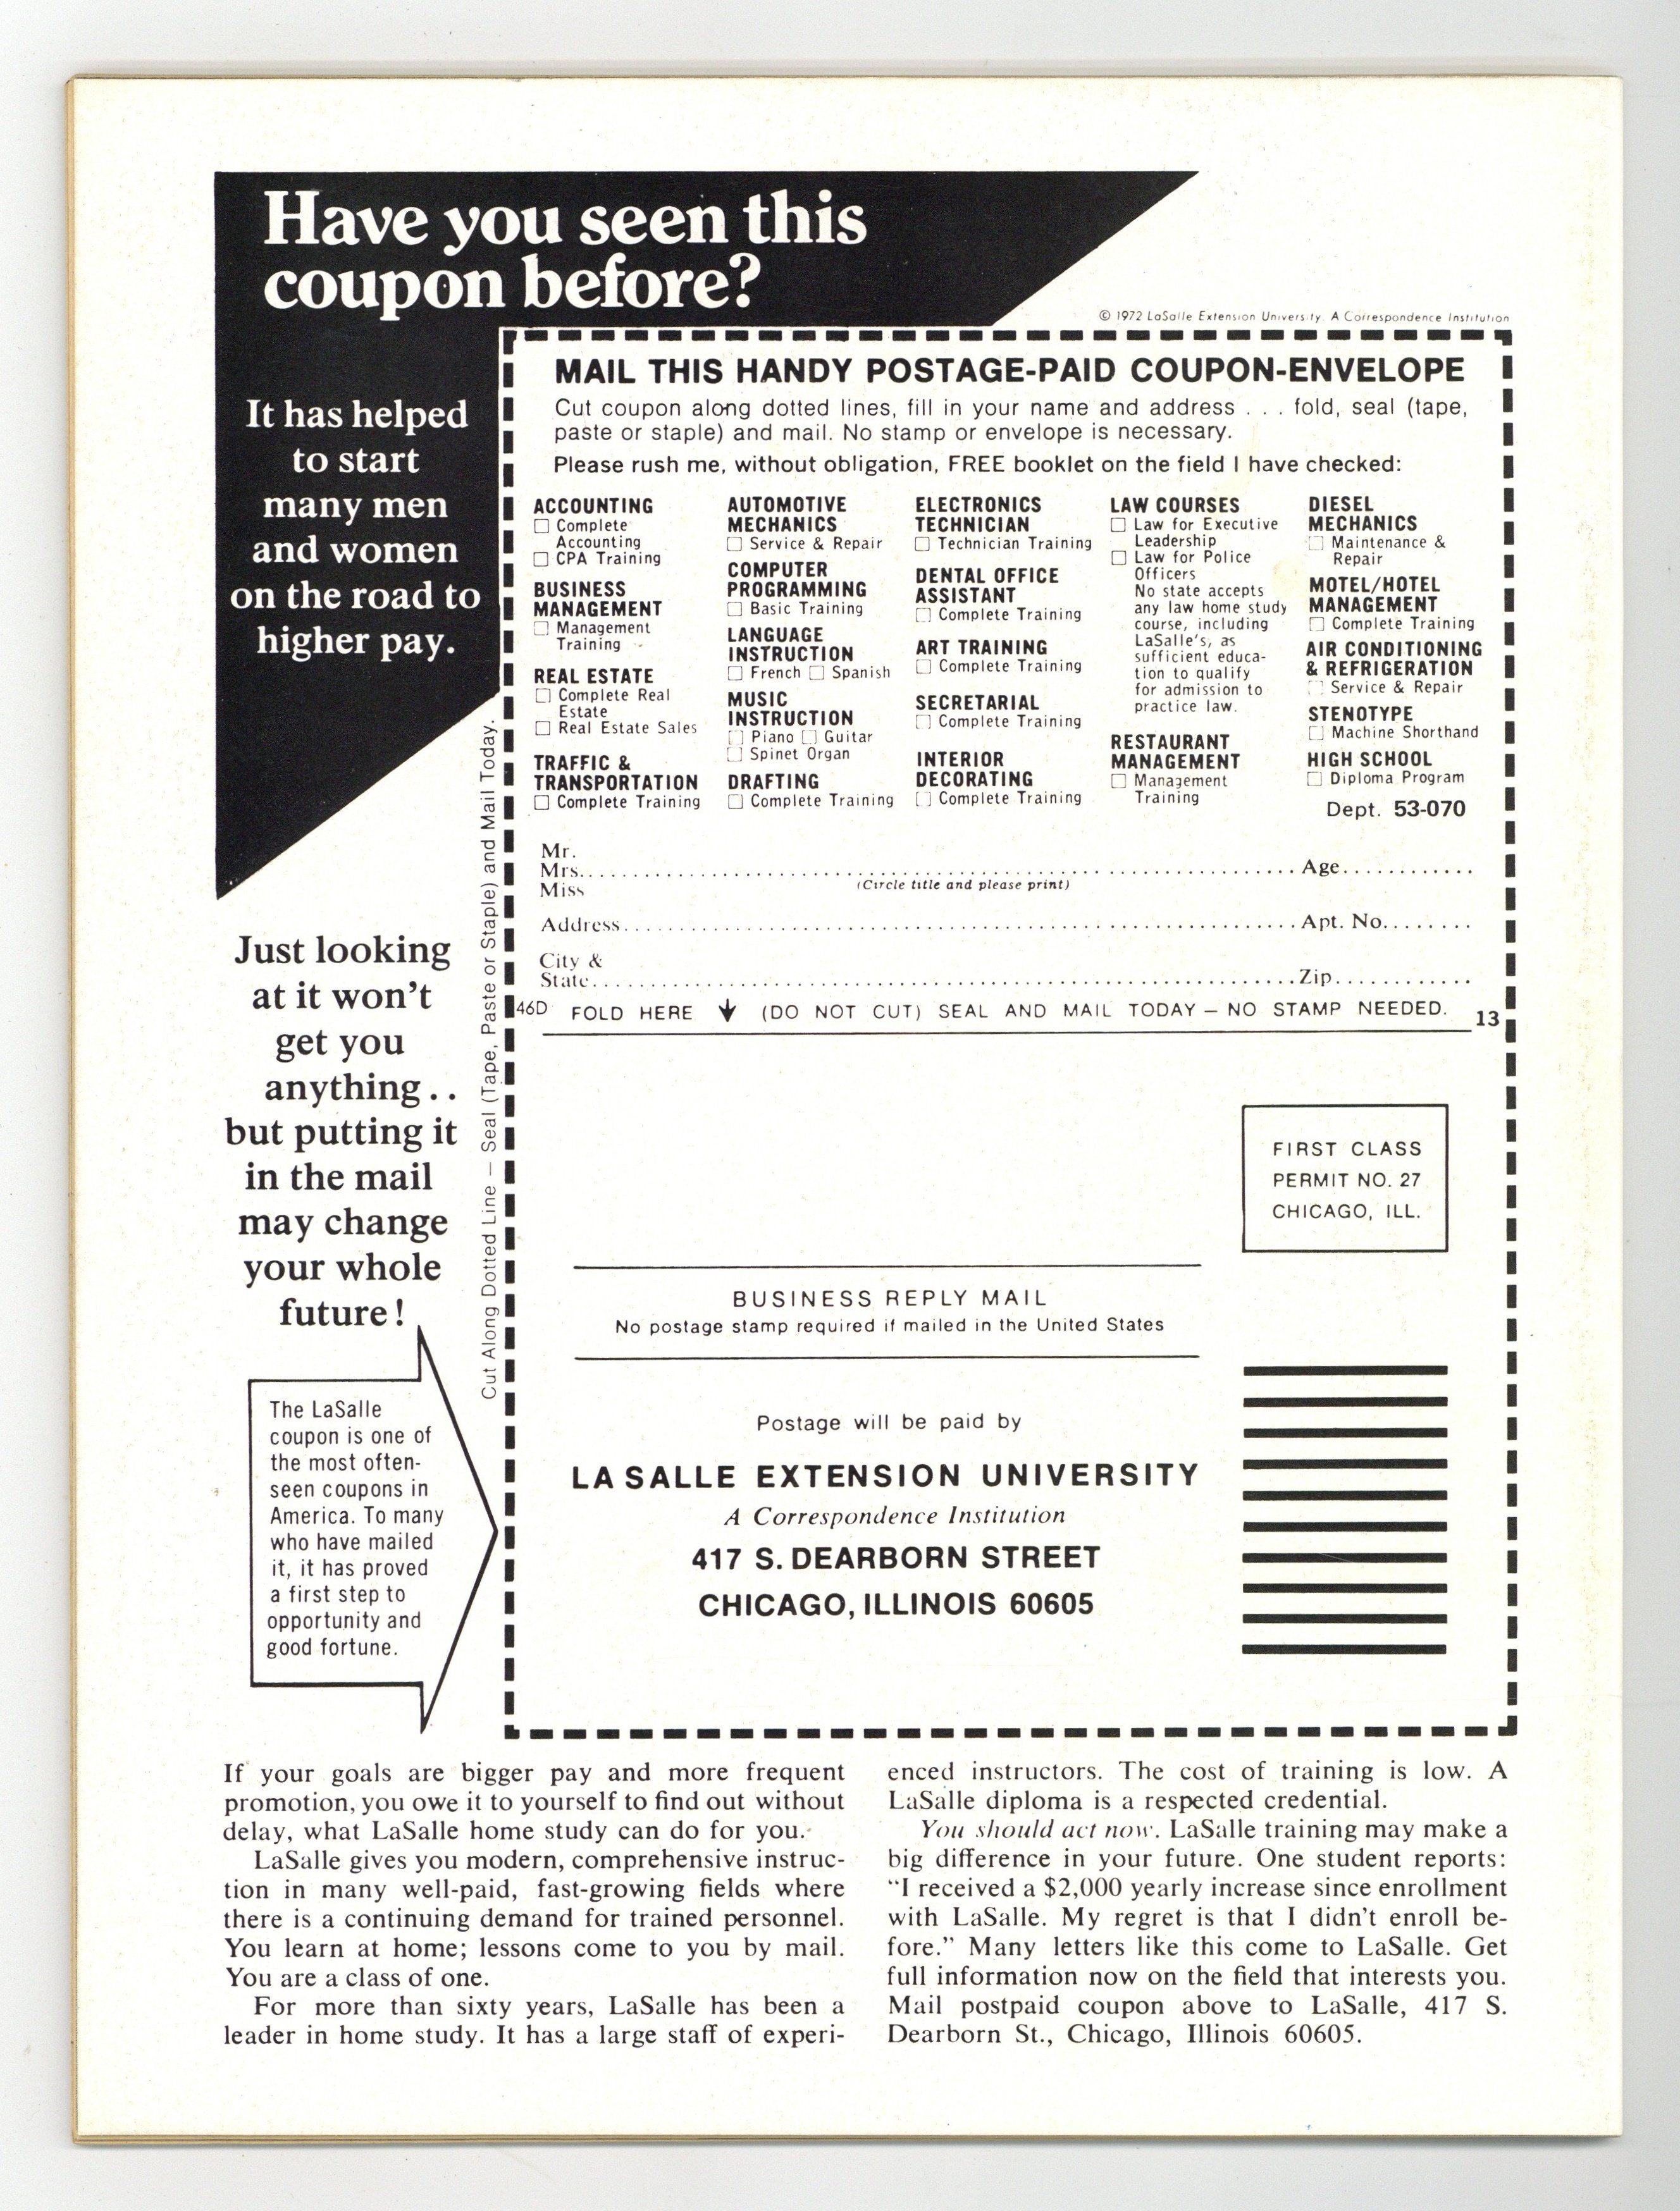 Have you seen this
coupon before?
It has helped
to start
many men
and women
on the road to
higher pay.
Just looking
at it won't
get you
anything . .
but putting it
in the mail
may change
your whole
future!
The LaSalle
coupon is one of
the most often-
seen coupons in
America. To many
who have mailed
it, it has proved
a first step to
opportunity and
good fortune.
Cut Along Dotted Line — Seal (Tape, Paste or Staple) and Mail Today.
© 1972 LaSalle Extension University. A Correspondence Institution
MAIL THIS HANDY POSTAGE-PAID COUPON-ENVELOPE
Cut coupon along dotted lines, fill in your name and address . . . fold, seal (tape,
paste or staple) and mail. No stamp or envelope is necessary.
Please rush me, without obligation, FREE booklet on the field I have checked:
ACCOUNTING
☐ Complete
Accounting
☐ CPA Training
BUSINESS
MANAGEMENT
☐ Management
Training
REAL ESTATE
☐ Complete Real
Estate
☐ Real Estate Sales
TRAFFIC &
TRANSPORTATION
☐ Complete Training
AUTOMOTIVE
MECHANICS
☐ Service & Repair
COMPUTER
PROGRAMMING
☐ Basic Training
LANGUAGE
INSTRUCTION
☐ French ☐ Spanish
MUSIC
INSTRUCTION
☐ Piano ☐ Guitar
☐ Spinet Organ
DRAFTING
☐ Complete Training
ELECTRONICS
TECHNICIAN
☐ Technician Training
DENTAL OFFICE
ASSISTANT
☐ Complete Training
ART TRAINING
☐ Complete Training
SECRETARIAL
☐ Complete Training
INTERIOR
DECORATING
☐ Complete Training
LAW COURSES
☐ Law for Executive
Leadership
☐ Law for Police
Officers
No state accepts
any law home study
course, including
LaSalle's, as
sufficient educa-
tion to qualify
for admission to
practice law.
RESTAURANT
MANAGEMENT
☐ Management
Training
DIESEL
MECHANICS
☐ Maintenance &
Repair
MOTEL/HOTEL
MANAGEMENT
☐ Complete Training
AIR CONDITIONING
& REFRIGERATION
☐ Service & Repair
STENOTYPE
☐ Machine Shorthand
HIGH SCHOOL
☐ Diploma Program
Dept. 53-070
Mr.
Mrs. Age
Miss (Circle title and please print)
Address Apt. No.
City &
State Zip
46D FOLD HERE ↓ (DO NOT CUT) SEAL AND MAIL TODAY — NO STAMP NEEDED. 13
FIRST CLASS
PERMIT NO. 27
CHICAGO, ILL.
BUSINESS REPLY MAIL
No postage stamp required if mailed in the United States
Postage will be paid by
LA SALLE EXTENSION UNIVERSITY
A Correspondence Institution
417 S. DEARBORN STREET
CHICAGO, ILLINOIS 60605
If your goals are bigger pay and more frequent
promotion, you owe it to yourself to find out without
delay, what LaSalle home study can do for you.
LaSalle gives you modern, comprehensive instruc-
tion in many well-paid, fast-growing fields where
there is a continuing demand for trained personnel.
You learn at home; lessons come to you by mail.
You are a class of one.
For more than sixty years, LaSalle has been a
leader in home study. It has a large staff of experi-
enced instructors. The cost of training is low. A
LaSalle diploma is a respected credential.
You should act now. LaSalle training may make a
big difference in your future. One student reports:
"I received a $2,000 yearly increase since enrollment
with LaSalle. My regret is that I didn't enroll be-
fore." Many letters like this come to LaSalle. Get
full information now on the field that interests you.
Mail postpaid coupon above to LaSalle, 417 S.
Dearborn St., Chicago, Illinois 60605.